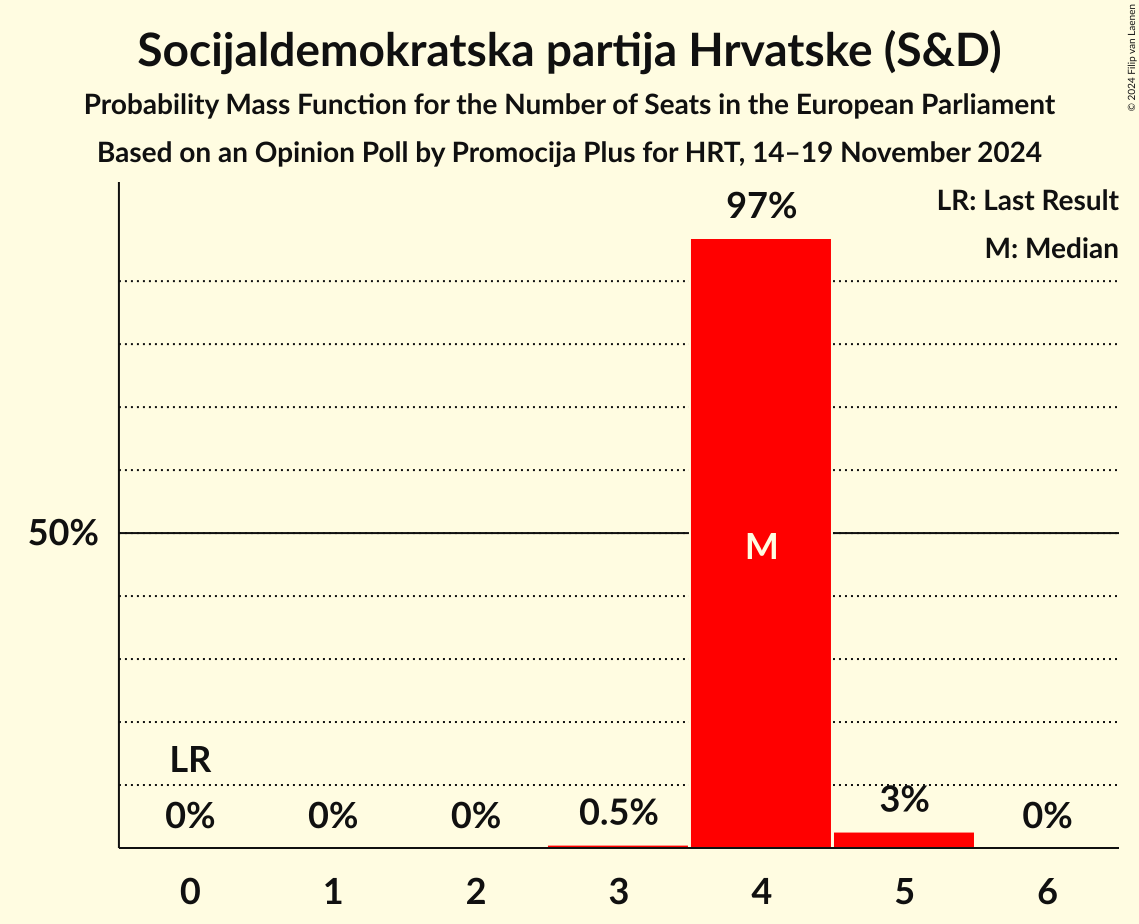 Socijaldemokratska partija Hrvatske (S&D)
Probability Mass Function for the Number of Seats in the European Parliament
Based on an Opinion Poll by Promocija Plus for HRT, 14–19 November 2024
© 2024 Filip van Laenen
LR: Last Result
M: Median
97%
50%
M
LR
0%
0%
0%
0.5%
3%
0%
0
1
2
3
4
5
6